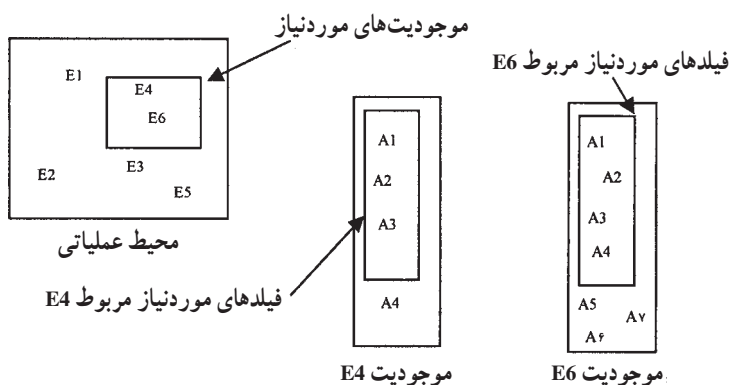 موجودیت‌های موردنیاز
E1
E4
E6
E2
E3
E5
محیط عملیاتی
فیلدهای موردنیاز مربوط E4
A1
A2
A3
A4
موجودیت E4
فیلدهای موردنیاز مربوط E6
A1
A2
A3
A4
A5
A۷
A۶
موجودیت E6